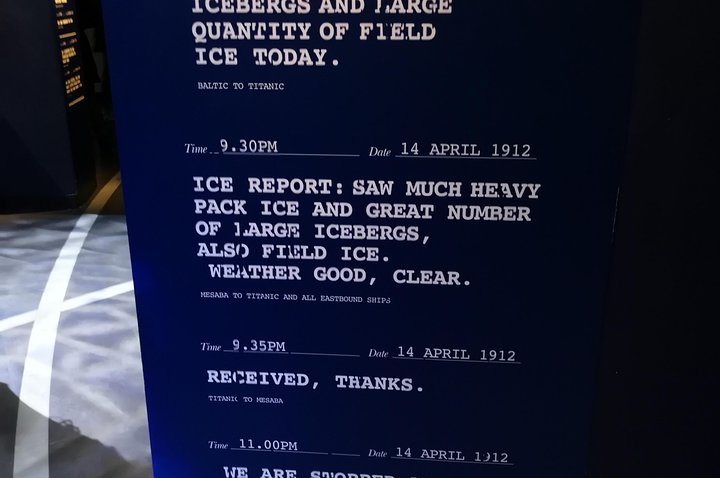 ICEBERGS AND LARGE
QUANTITY OF FIELD
ICE TODAY.
BALTIC TO TITANIC
Time 9.30PM Date 14 APRIL 1912
ICE REPORT: SAW MUCH HEAVY
PACK ICE AND GREAT NUMBER
OF LARGE ICEBERGS,
ALSO FIELD ICE.
WEATHER GOOD, CLEAR.
MESABA TO TITANIC AND ALL EASTBOUND SHIPS
Time 9.35PM Date 14 APRIL 1912
RECEIVED, THANKS.
TITANIC TO MESABA
Time 11.00PM Date 14 APRIL 1912
WE ARE STOPPED